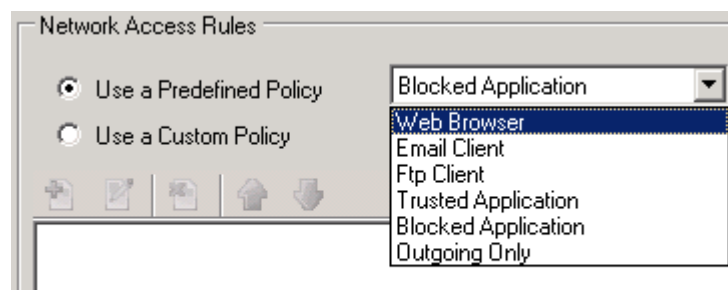 Network Access Rules
Use a Predefined Policy
Blocked Application
Use a Custom Policy
Web Browser
Email Client
Ftp Client
Trusted Application
Blocked Application
Outgoing Only